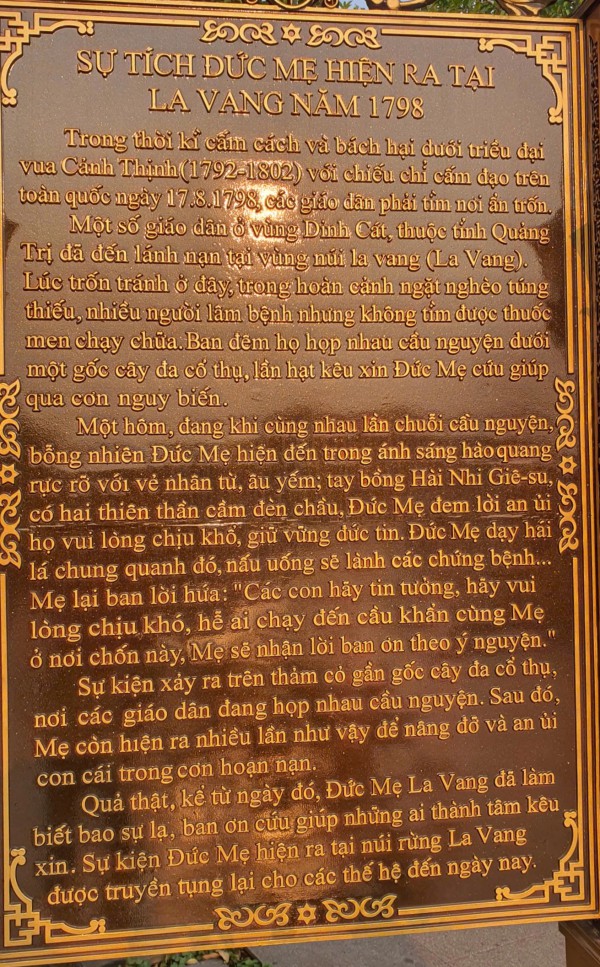 SỰ TÍCH ĐỨC MẸ HIỆN RA TẠI
LA VANG NĂM 1798
Trong thời kì cấm cách và bách hại dưới triều đại
vua Cảnh Thịnh(1792-1802) với chiếu chỉ cấm đạo trên
toàn quốc ngày 17.8.1798, các giáo dân phải tìm nơi ẩn trốn.
Một số giáo dân ở vùng Dinh Cát, thuộc tỉnh Quảng
Trị đã đến lánh nạn tại vùng núi la vang (La Vang).
Lúc trốn tránh ở đây, trong hoàn cảnh ngặt nghèo túng
thiếu, nhiều người lâm bệnh nhưng không tìm được thuốc
men chạy chữa. Ban đêm họ họp nhau cầu nguyện dưới
một gốc cây đa cổ thụ, lần hạt kêu xin Đức Mẹ cứu giúp
qua cơn nguy biến.
Một hôm, đang khi cùng nhau lần chuỗi cầu nguyện,
bỗng nhiên Đức Mẹ hiện đến trong ánh sáng hào quang
rực rỡ với vẻ nhân từ, âu yếm; tay bồng Hài Nhi Giê-su,
có hai thiên thần cầm đèn chầu, Đức Mẹ đem lời an ủi
họ vui lòng chịu khổ, giữ vững đức tin. Đức Mẹ dạy hái
lá chung quanh đó, nấu uống sẽ lành các chứng bệnh...
Mẹ lại ban lời hứa: "Các con hãy tin tưởng, hãy vui
lòng chịu khó, hễ ai chạy đến cầu khẩn cùng Mẹ
ở nơi chốn này, Mẹ sẽ nhận lời ban ơn theo ý nguyện."
Sự kiện xảy ra trên thảm cỏ gần gốc cây đa cổ thụ,
nơi các giáo dân đang họp nhau cầu nguyện. Sau đó,
Mẹ còn hiện ra nhiều lần như vậy để nâng đỡ và an ủi
con cái trong cơn hoạn nạn.
Quả thật, kể từ ngày đó, Đức Mẹ La Vang đã làm
biết bao sự lạ, ban ơn cứu giúp những ai thành tâm kêu
xin. Sự kiện Đức Mẹ hiện ra tại núi rừng La Vang
được truyền tụng lại cho các thế hệ đến ngày nay.